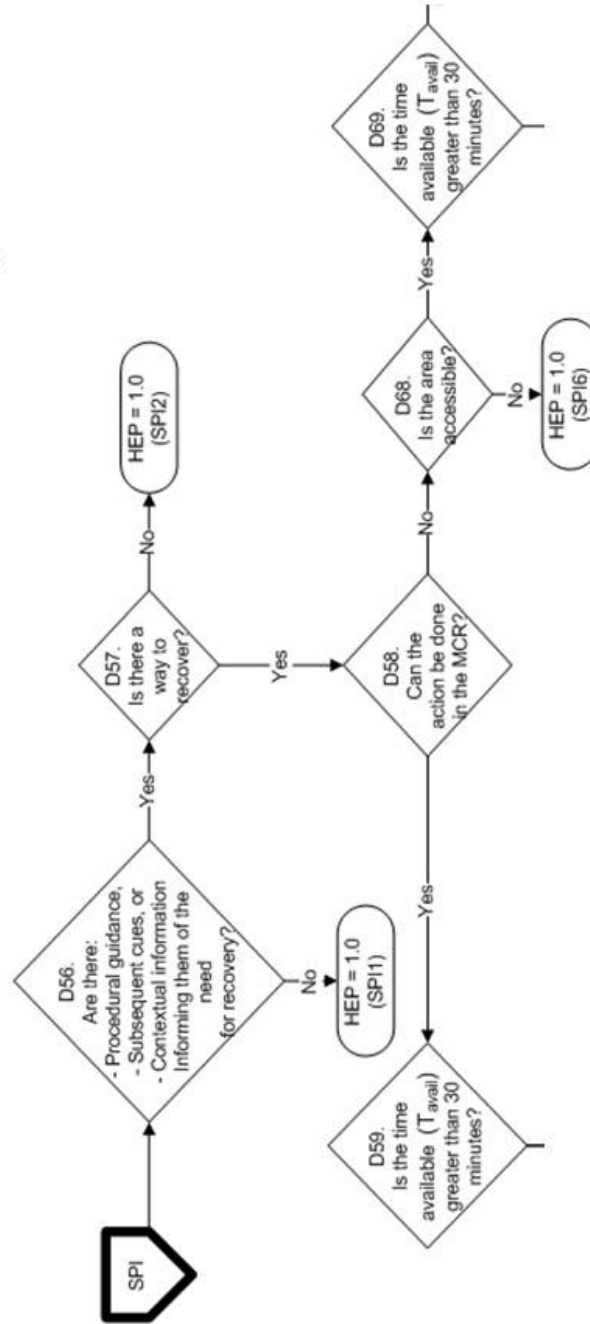 SPI
D56.
Are there:
- Procedural guidance,
- Subsequent cues, or
- Contextual information
Informing them of the
need
for recovery?
Yes
No
HEP = 1.0
(SPI1)
D57.
Is there a
way to
recover?
No
HEP = 1.0
(SPI2)
Yes
D58.
Can the
action be done
in the MCR?
Yes
No
D59.
Is the time
available (Tavail)
greater than 30
minutes?
D68.
Is the area
accessible?
Yes
No
HEP = 1.0
(SPI6)
D69.
Is the time
available (Tavail)
greater than 30
minutes?